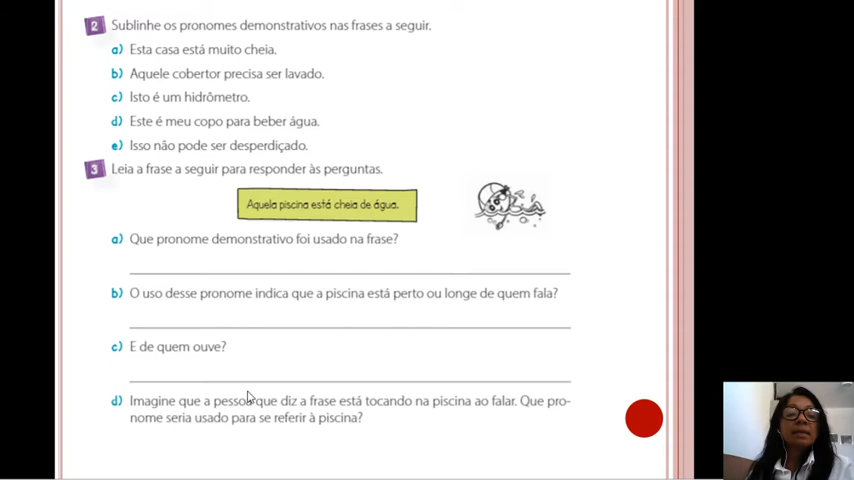 2 Sublinhe os pronomes demonstrativos nas frases a seguir.
a) Esta casa está muito cheia.
b) Aquele cobertor precisa ser lavado.
c) Isto é um hidrômetro.
d) Este é meu copo para beber água.
e) Isso não pode ser desperdiçado.
3 Leia a frase a seguir para responder às perguntas.
Aquela piscina está cheia de água.
a) Que pronome demonstrativo foi usado na frase?
b) O uso desse pronome indica que a piscina está perto ou longe de quem fala?
c) E de quem ouve?
d) Imagine que a pessoa que diz a frase está tocando na piscina ao falar. Que pro-
nome seria usado para se referir à piscina?